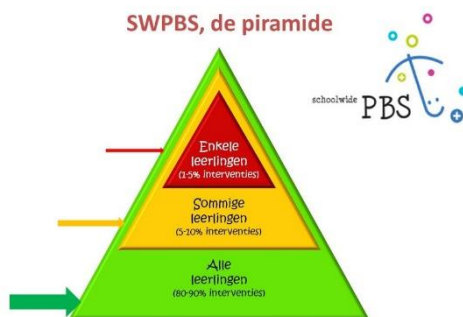 SWPBS, de piramide
schoolwide PBS
Enkele
leerlingen
(1-5% interventies)
Sommige
leerlingen
(5-10% interventies)
Alle
leerlingen
(80-90% interventies)